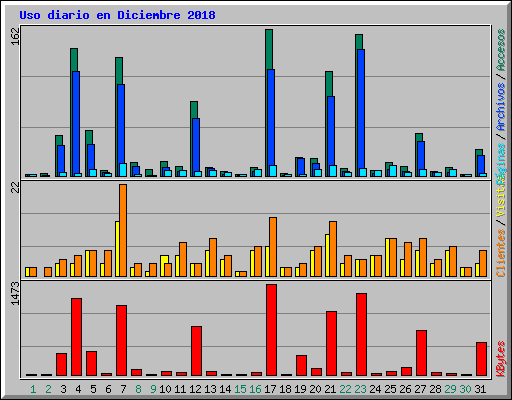 Uso diario en Diciembre 2018
162
22
1473
Accesos / Archivos / Páginas
Clientes / Visitas
KBytes
1 2 3 4 5 6 7 8 9 10 11 12 13 14 15 16 17 18 19 20 21 22 23 24 25 26 27 28 29 30 31